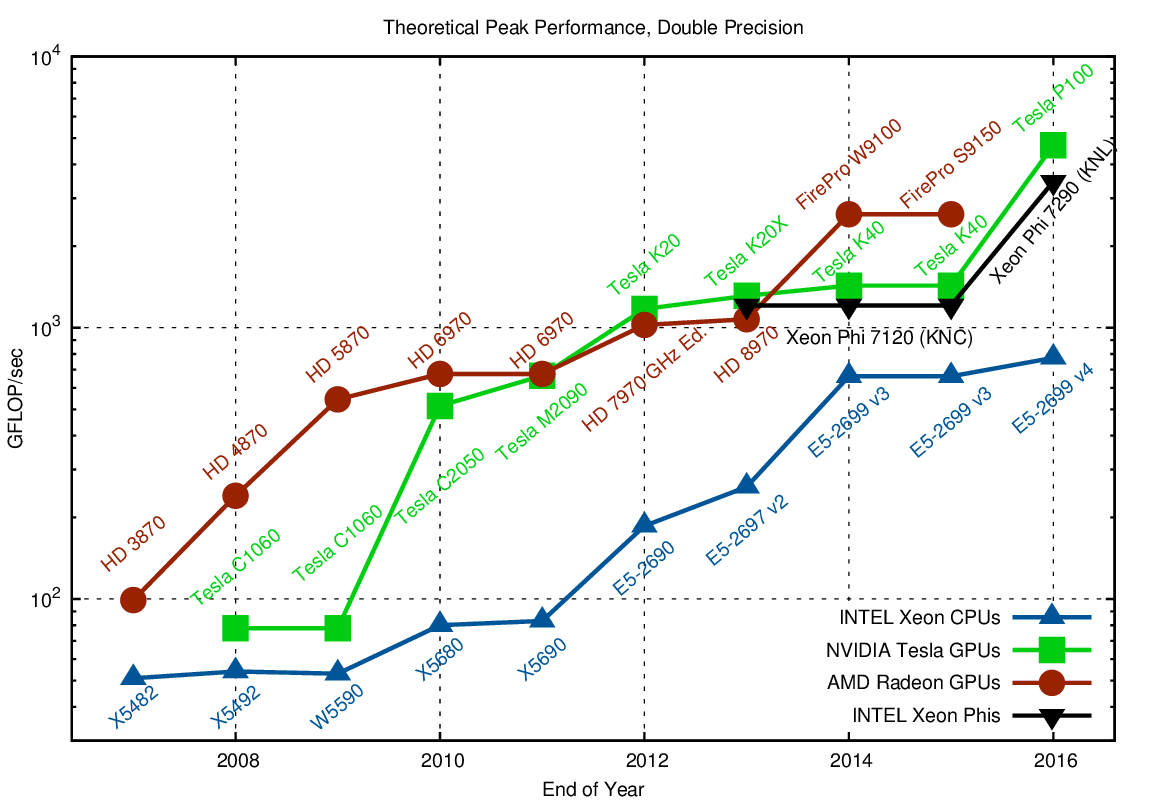 Theoretical Peak Performance, Double Precision
10^4
10^3
10^2
GFLOP/sec
HD 3870
HD 4870
HD 5870
HD 6970
HD 6970
HD 7970 GHz Ed.
HD 8970
FirePro W9100
FirePro S9150
Tesla C1060
Tesla C1060
Tesla C2050
Tesla M2090
Tesla K20
Tesla K20X
Tesla K40
Tesla K40
Tesla P100
Xeon Phi 7120 (KNC)
Xeon Phi 7290 (KNL)
X5482
X5492
W5590
X5680
X5690
E5-2690
E5-2697 v2
E5-2699 v3
E5-2699 v3
E5-2699 v4
INTEL Xeon CPUs
NVIDIA Tesla GPUs
AMD Radeon GPUs
INTEL Xeon Phis
2008 2010 2012 2014 2016
End of Year